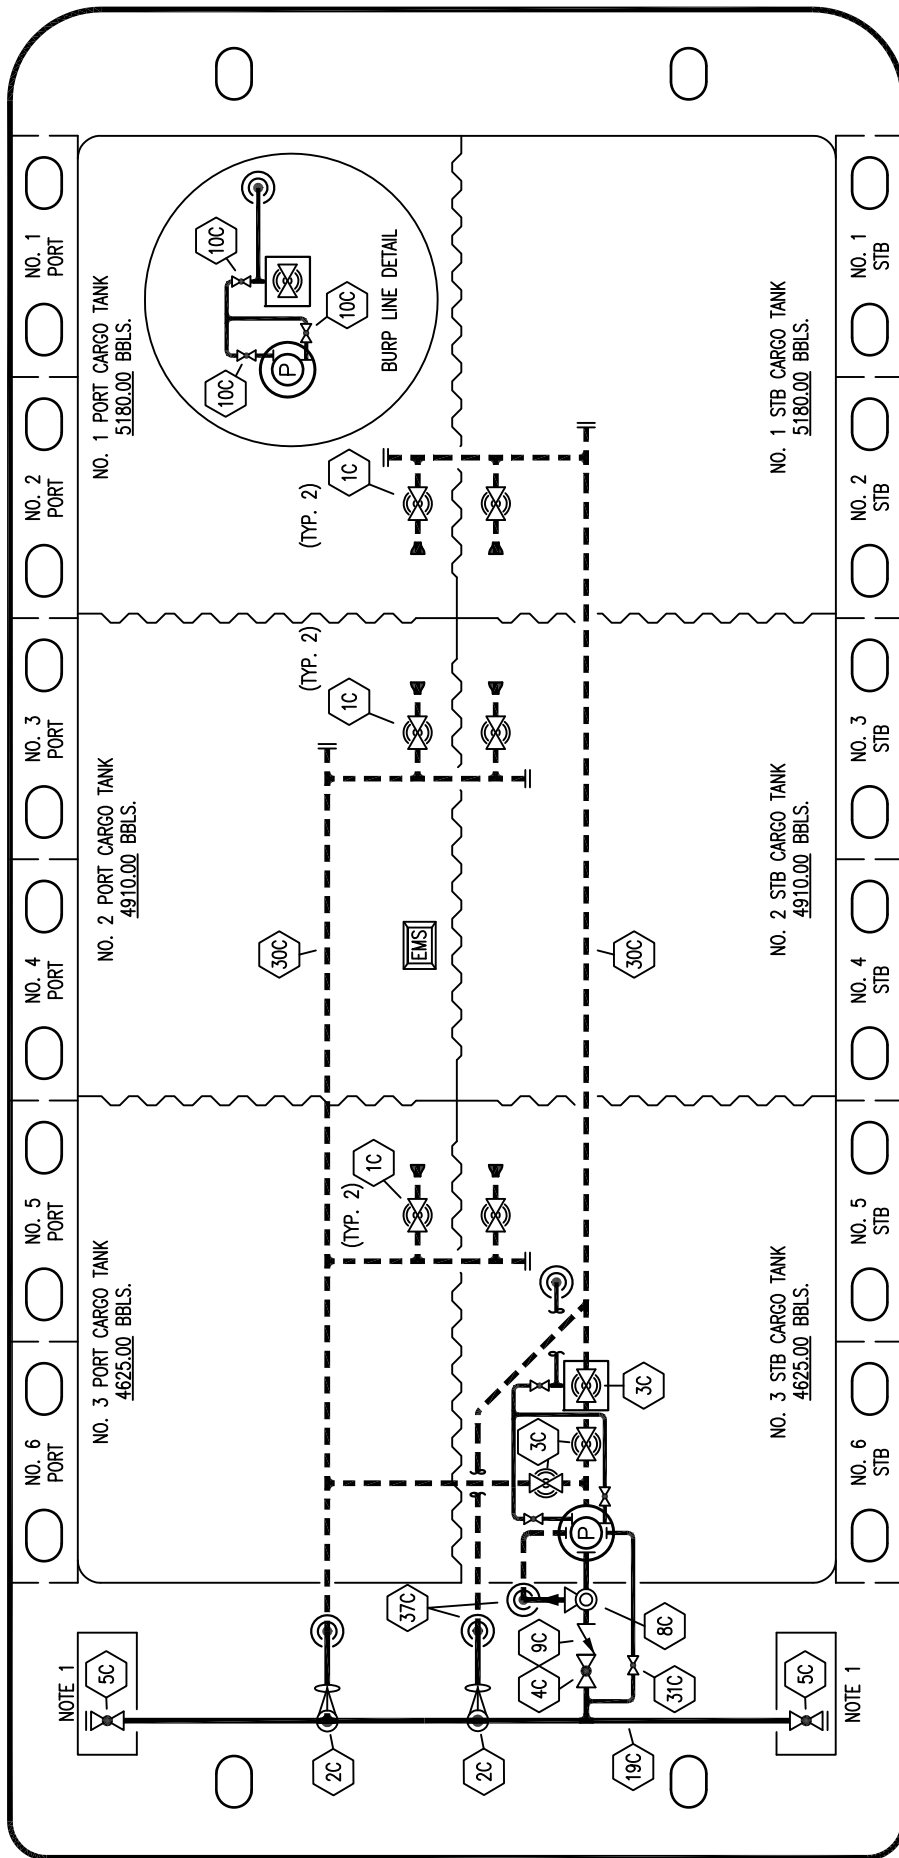 NO. 1
PORT
NO. 2
PORT
NO. 3
PORT
NO. 4
PORT
NO. 5
PORT
NO. 6
PORT
NO. 1 PORT CARGO TANK
5180.00 BBLS.
10C
10C
10C
P
BURP LINE DETAIL
1C
(TYP. 2)
NO. 2 PORT CARGO TANK
4910.00 BBLS.
1C
(TYP. 2)
30C
EMS
NO. 3 PORT CARGO TANK
4625.00 BBLS.
1C
(TYP. 2)
30C
NO. 1 STB CARGO TANK
5180.00 BBLS.
NO. 2 STB CARGO TANK
4910.00 BBLS.
NO. 3 STB CARGO TANK
4625.00 BBLS.
3C
3C
P
37C
9C
4C
8C
31C
NOTE 1
5C
2C
2C
19C
5C
NOTE 1
NO. 1
STB
NO. 2
STB
NO. 3
STB
NO. 4
STB
NO. 5
STB
NO. 6
STB